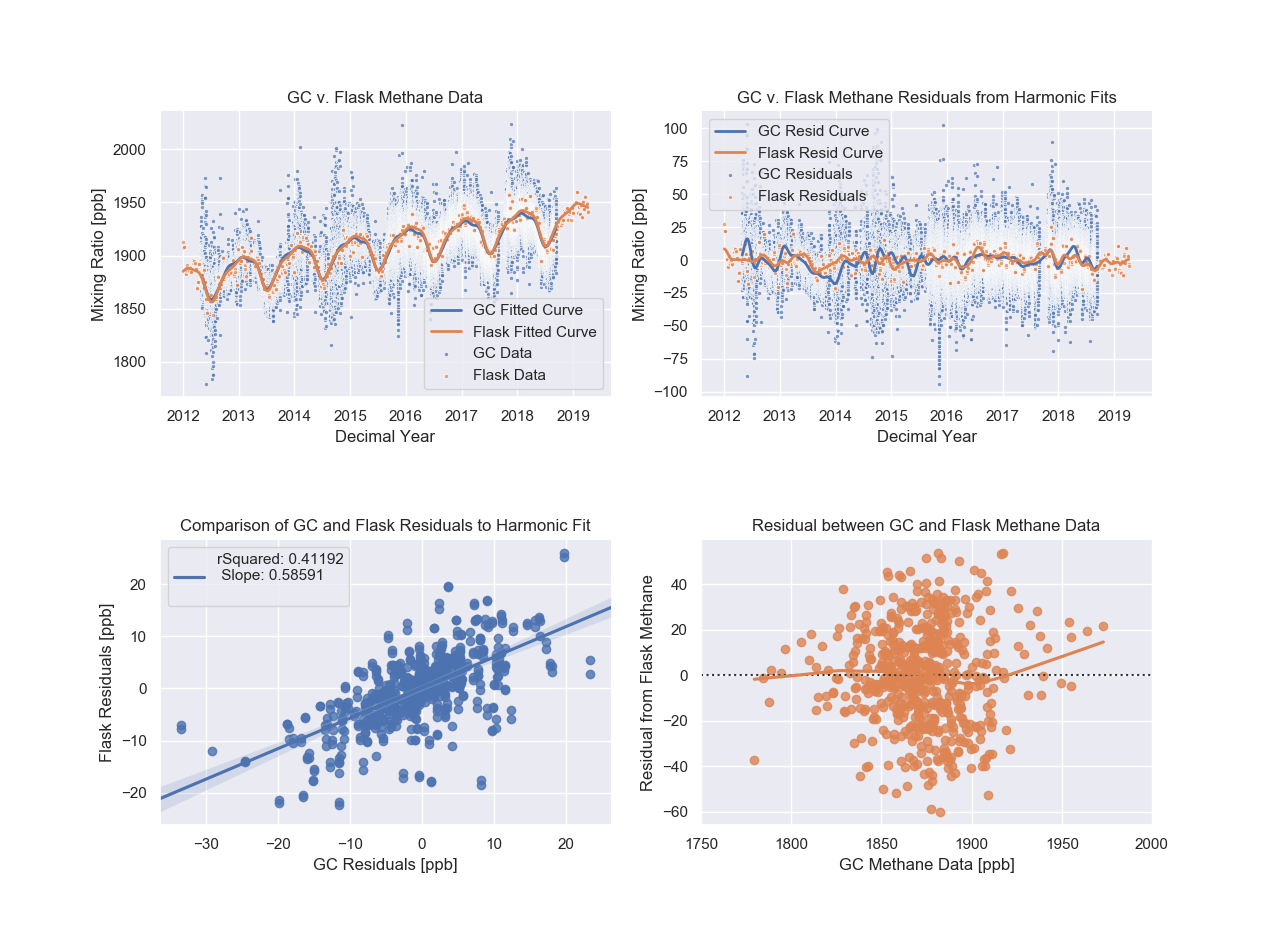 GC v. Flask Methane Data
Mixing Ratio [ppb]
2000
1950
1900
1850
1800
GC Fitted Curve
Flask Fitted Curve
GC Data
Flask Data
2012 2013 2014 2015 2016 2017 2018 2019
Decimal Year
GC v. Flask Methane Residuals from Harmonic Fits
Mixing Ratio [ppb]
100
75
50
25
0
−25
−50
−75
−100
GC Resid Curve
Flask Resid Curve
GC Residuals
Flask Residuals
2012 2013 2014 2015 2016 2017 2018 2019
Decimal Year
Comparison of GC and Flask Residuals to Harmonic Fit
Flask Residuals [ppb]
20
10
0
−10
−20
rSquared: 0.41192
Slope: 0.58591
−30 −20 −10 0 10 20
GC Residuals [ppb]
Residual between GC and Flask Methane Data
Residual from Flask Methane
40
20
0
−20
−40
−60
1750 1800 1850 1900 1950 2000
GC Methane Data [ppb]